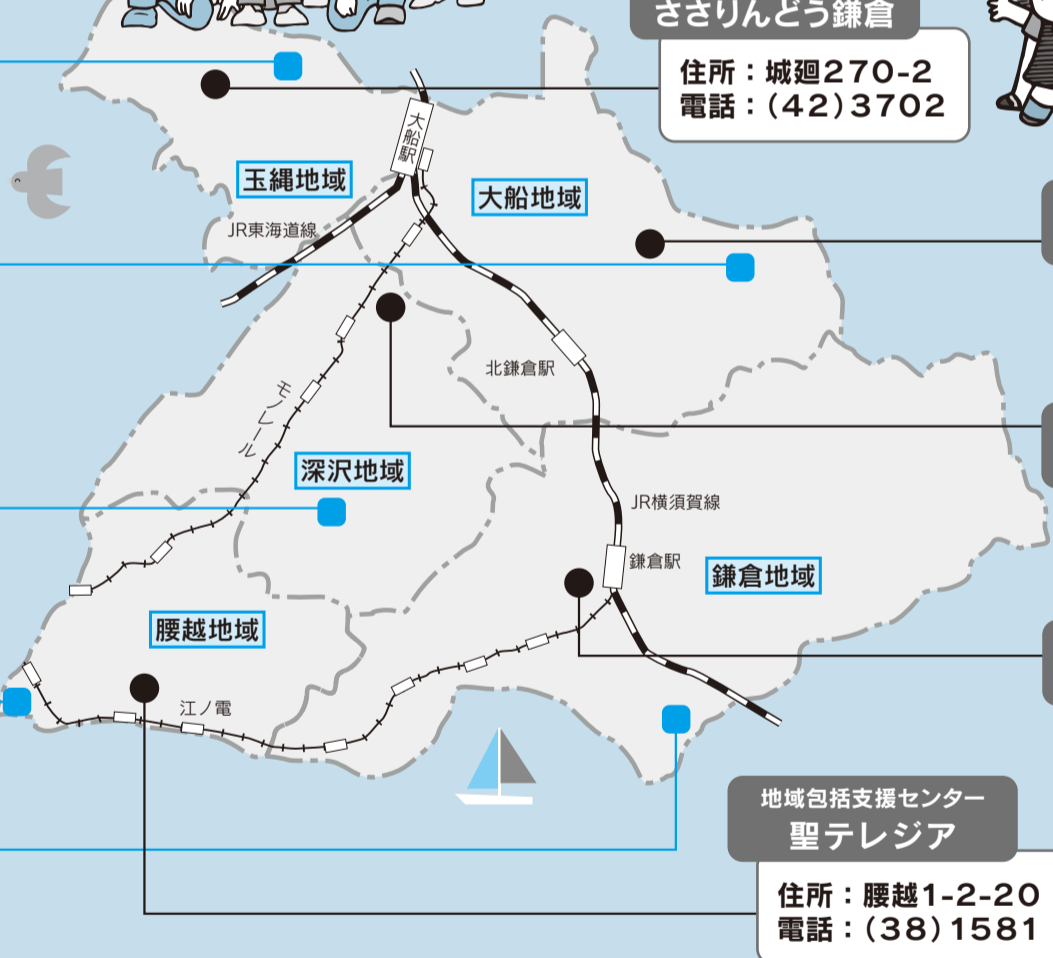 ささりんどう鎌倉
住所：城廻270-2
電話：(42)3702
大船駅
玉縄地域
大船地域
JR東海道線
北鎌倉駅
モノレール
深沢地域
JR横須賀線
鎌倉駅
鎌倉地域
腰越地域
江ノ電
地域包括支援センター
聖テレジア
住所：腰越1-2-20
電話：(38)1581